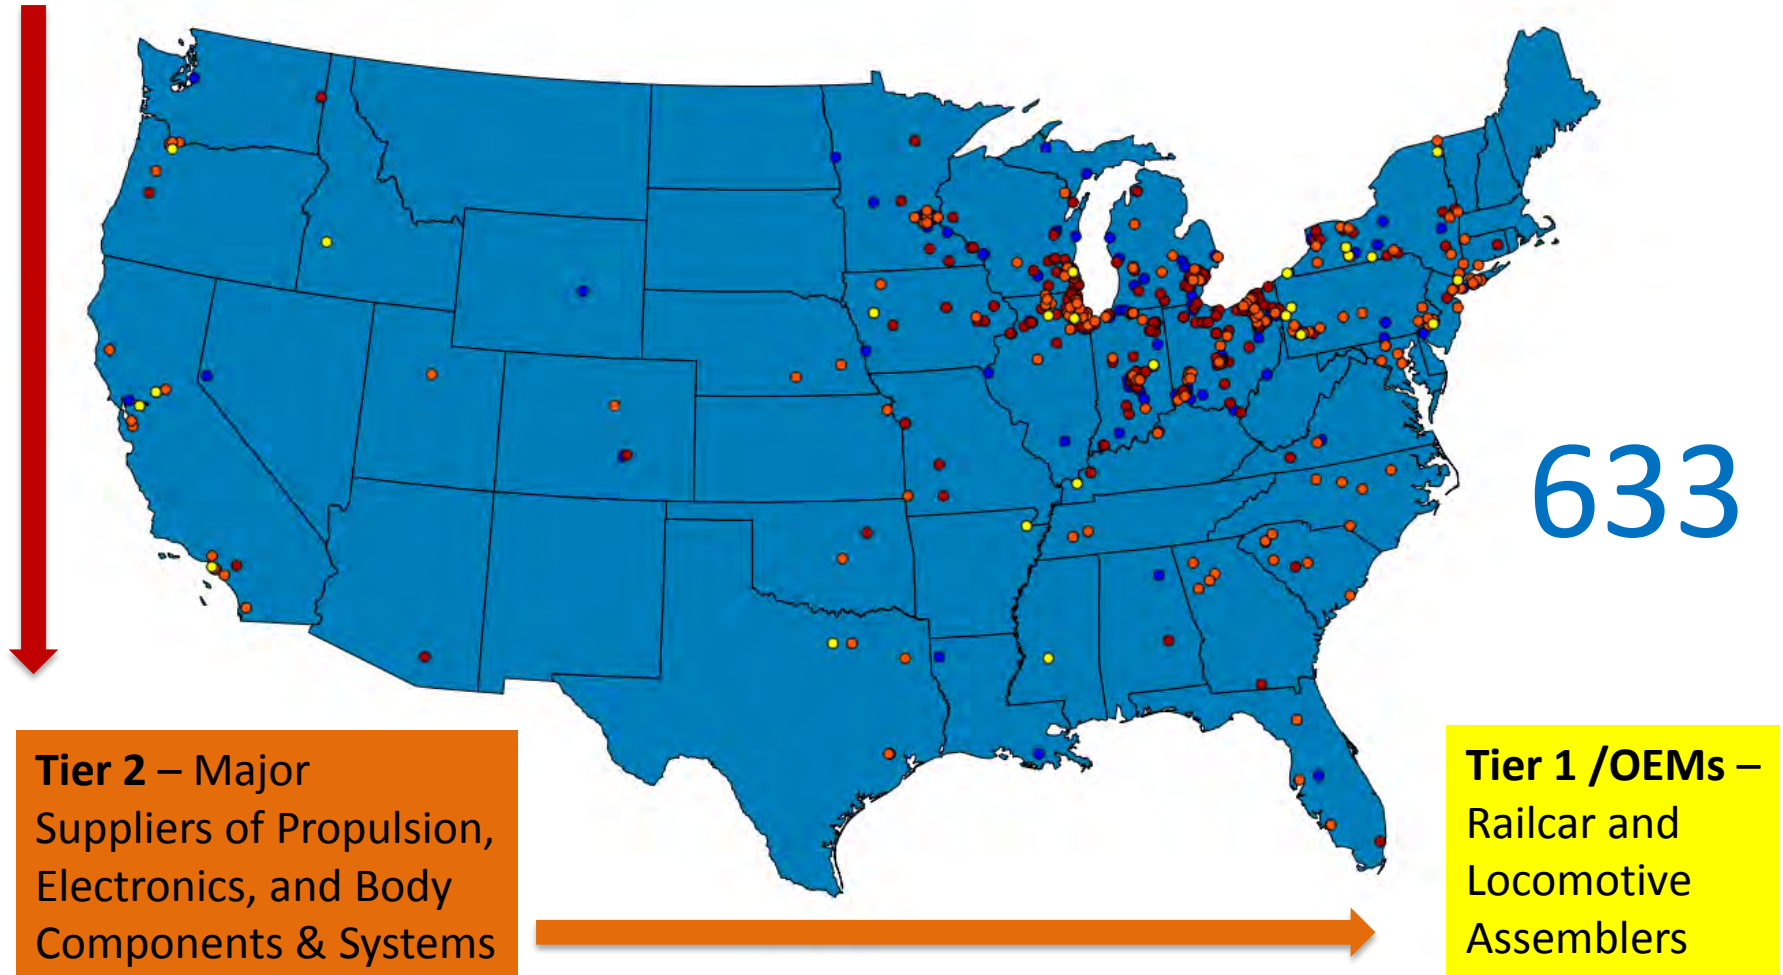 633
Tier 2 – Major
Suppliers of Propulsion,
Electronics, and Body
Components & Systems
Tier 1 /OEMs –
Railcar and
Locomotive
Assemblers